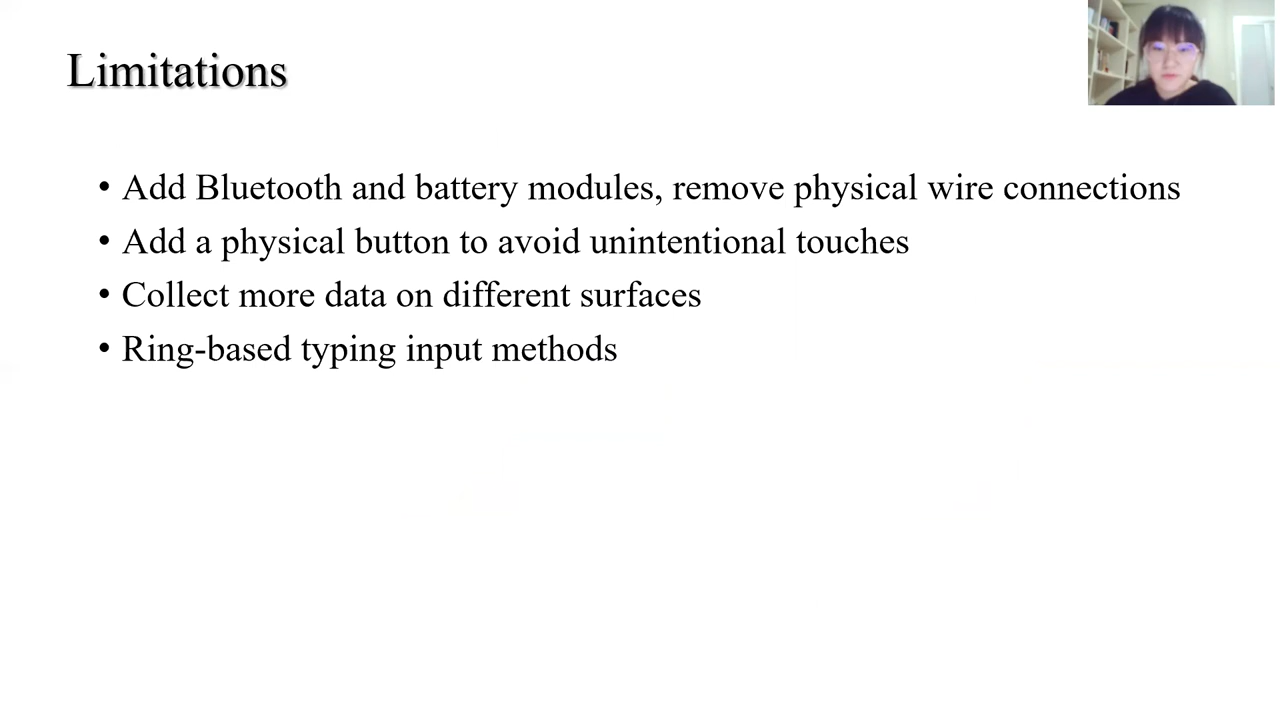 Limitations
• Add Bluetooth and battery modules, remove physical wire connections
• Add a physical button to avoid unintentional touches
• Collect more data on different surfaces
• Ring-based typing input methods